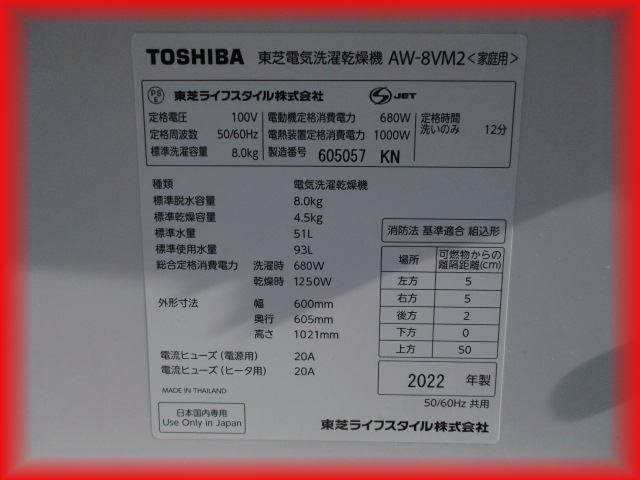 TOSHIBA 東芝電気洗濯乾燥機 AW-8VM2<家庭用>
PS E 東芝ライフスタイル株式会社 S JET
定格電圧 100V 電動機定格消費電力 680W 定格時間
定格周波数 50/60Hz 電熱装置定格消費電力 1000W 洗いのみ 12分
標準洗濯容量 8.0kg 製造番号 605057 KN
種類 電気洗濯乾燥機
標準脱水容量 8.0kg
標準乾燥容量 4.5kg
標準水量 51L
標準使用水量 93L
総合定格消費電力 洗濯時 680W
乾燥時 1250W
外形寸法 幅 600mm
奥行 605mm
高さ 1021mm
電流ヒューズ(電源用) 20A
電流ヒューズ(ヒータ用) 20A
MADE IN THAILAND
日本国内専用
Use Only in Japan
消防法 基準適合 組込形
場所 可燃物からの
離隔距離(cm)
左方 5
右方 5
後方 2
下方 0
上方 50
2022 年製
50/60Hz 共用
東芝ライフスタイル株式会社